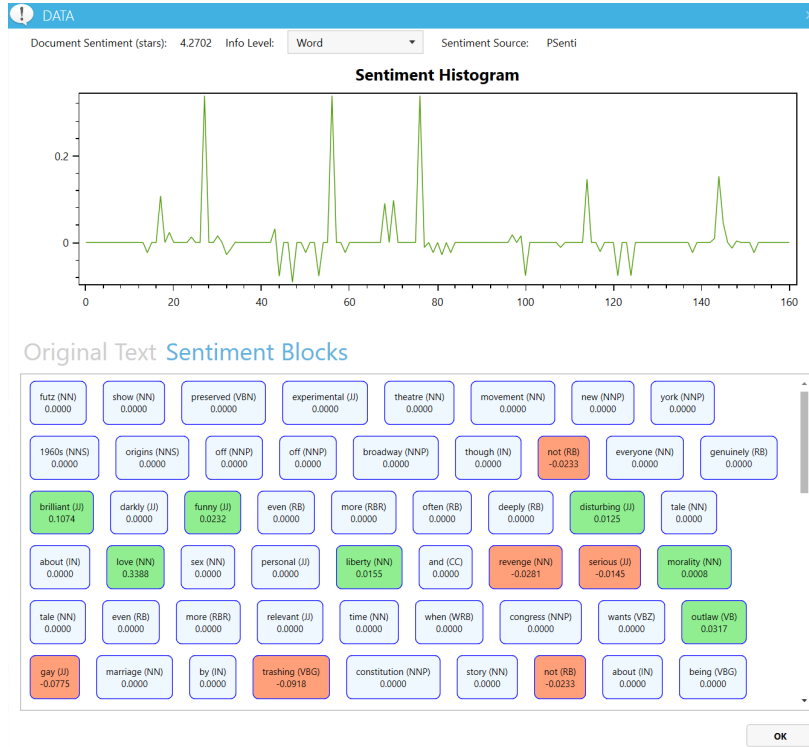 DATA
Document Sentiment (stars): 4.2702 Info Level: Word Sentiment Source: PSenti
Sentiment Histogram
0.2
0
0 20 40 60 80 100 120 140 160
Original Text Sentiment Blocks
futz (NN) show (NN) preserved (VBN) experimental (JJ) theatre (NN) movement (NN) new (NNP) york (NNP)
0.0000 0.0000 0.0000 0.0000 0.0000 0.0000 0.0000 0.0000
1960s (NNS) origins (NNS) off (NNP) off (NNP) broadway (NNP) though (IN) not (RB) everyone (NN) genuinely (RB)
0.0000 0.0000 0.0000 0.0000 0.0000 0.0000 -0.0233 0.0000 0.0000
brilliant (JJ) darkly (JJ) funny (JJ) even (RB) more (RBR) often (RB) deeply (RB) disturbing (JJ) tale (NN)
0.1074 0.0000 0.0232 0.0000 0.0000 0.0000 0.0000 0.0125 0.0000
about (IN) love (NN) sex (NN) personal (JJ) liberty (NN) and (CC) revenge (NN) serious (JJ) morality (NN)
0.0000 0.3388 0.0000 0.0000 0.0155 0.0000 -0.0281 -0.0145 0.0008
tale (NN) even (RB) more (RBR) relevant (JJ) time (NN) when (WRB) congress (NNP) wants (VBZ) outlaw (VB)
0.0000 0.0000 0.0000 0.0000 0.0000 0.0000 0.0000 0.0000 0.0317
gay (JJ) marriage (NN) by (IN) trashing (VBG) constitution (NNP) story (NN) not (RB) about (IN) being (VBG)
-0.0775 0.0000 0.0000 -0.0918 0.0000 0.0000 -0.0233 0.0000 0.0000
OK